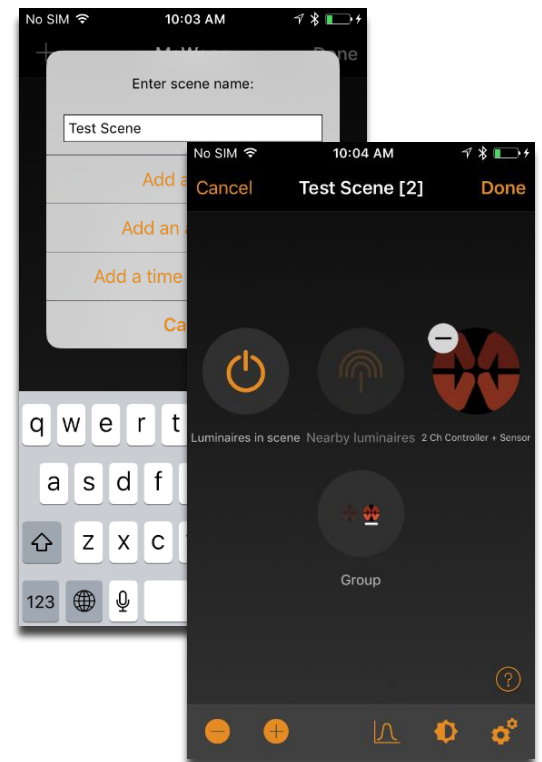 No SIM 10:03 AM
Done
Enter scene name:
Test Scene
Add a
Add an
Add a time
Ca
q w e r t
a s d f
z x c
123
No SIM 10:04 AM
Cancel Test Scene [2] Done
Luminaires in scene Nearby luminaires 2 Ch Controller + Sensor
Group
?